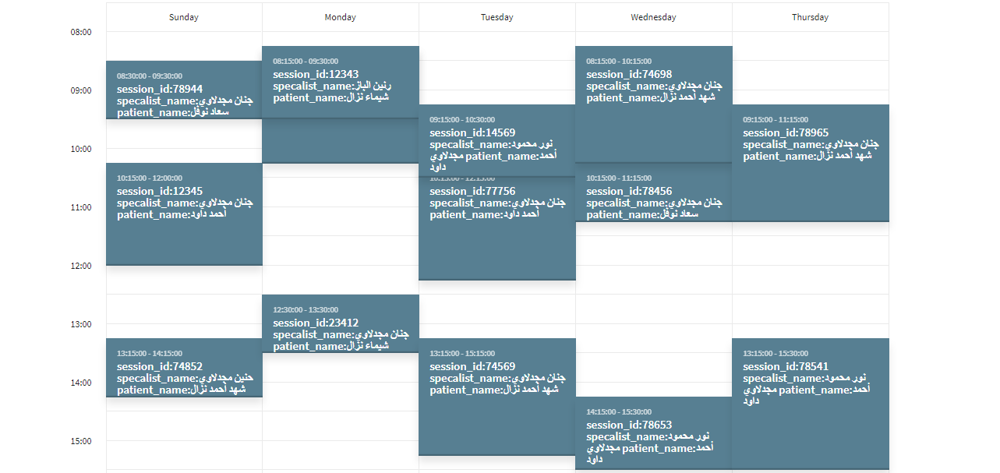 Sunday
Monday
Tuesday
Wednesday
Thursday
08:00
09:00
10:00
11:00
12:00
13:00
14:00
15:00
08:30:00 - 09:30:00
session_id:78944
specalist_name:جنان مجدلاوي
patient_name:سعاد نوفل
10:15:00 - 12:00:00
session_id:12345
specalist_name:جنان مجدلاوي
patient_name:أحمد داود
13:15:00 - 14:15:00
session_id:74852
specalist_name:حنين مجدلاوي
patient_name:شهد أحمد نزال
08:15:00 - 09:30:00
session_id:12343
specalist_name:رنين الباز
patient_name:شيماء نزال
12:30:00 - 13:30:00
session_id:23412
specalist_name:جنان مجدلاوي
patient_name:شيماء نزال
09:15:00 - 10:30:00
session_id:14569
specalist_name:نور محمود
مجدلاوي patient_name:أحمد
داود
10:15:00 - 12:15:00
session_id:77756
specalist_name:جنان مجدلاوي
patient_name:أحمد داود
13:15:00 - 15:15:00
session_id:74569
specalist_name:جنان مجدلاوي
patient_name:شهد أحمد نزال
08:15:00 - 10:15:00
session_id:74698
specalist_name:جنان مجدلاوي
patient_name:شهد أحمد نزال
10:15:00 - 11:15:00
session_id:78456
specalist_name:جنان مجدلاوي
patient_name:سعاد نوفل
14:15:00 - 15:30:00
session_id:78653
specalist_name:نور محمود
مجدلاوي patient_name:أحمد
داود
09:15:00 - 11:15:00
session_id:78965
specalist_name:جنان مجدلاوي
patient_name:شهد أحمد نزال
13:15:00 - 15:30:00
session_id:78541
specalist_name:نور محمود
مجدلاوي patient_name:أحمد
داود